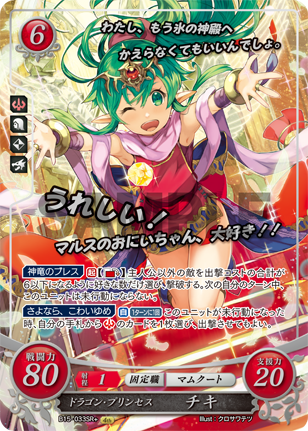 6
わたし、もう氷の神殿へ
かえらなくてもいいんでしょ。
うれしい!
マルスのおにいちゃん、大好き!!
神竜のブレス 起 主人公以外の敵を出撃コストの合計が
6以下になるように好きな数だけ選び、撃破する。次の自分のターン中、
このユニットは未行動にならない。
さよなら、こわいゆめ 自 1ターンに1回 このユニットが未行動になった
時、自分の手札から のカードを1枚選び、出撃させてもよい。
戦闘力
80
射程
1
固定職
マムクート
支援力
20
ドラゴン・プリンセス
チキ
B15-033SR+
Illust:クロサワテツ